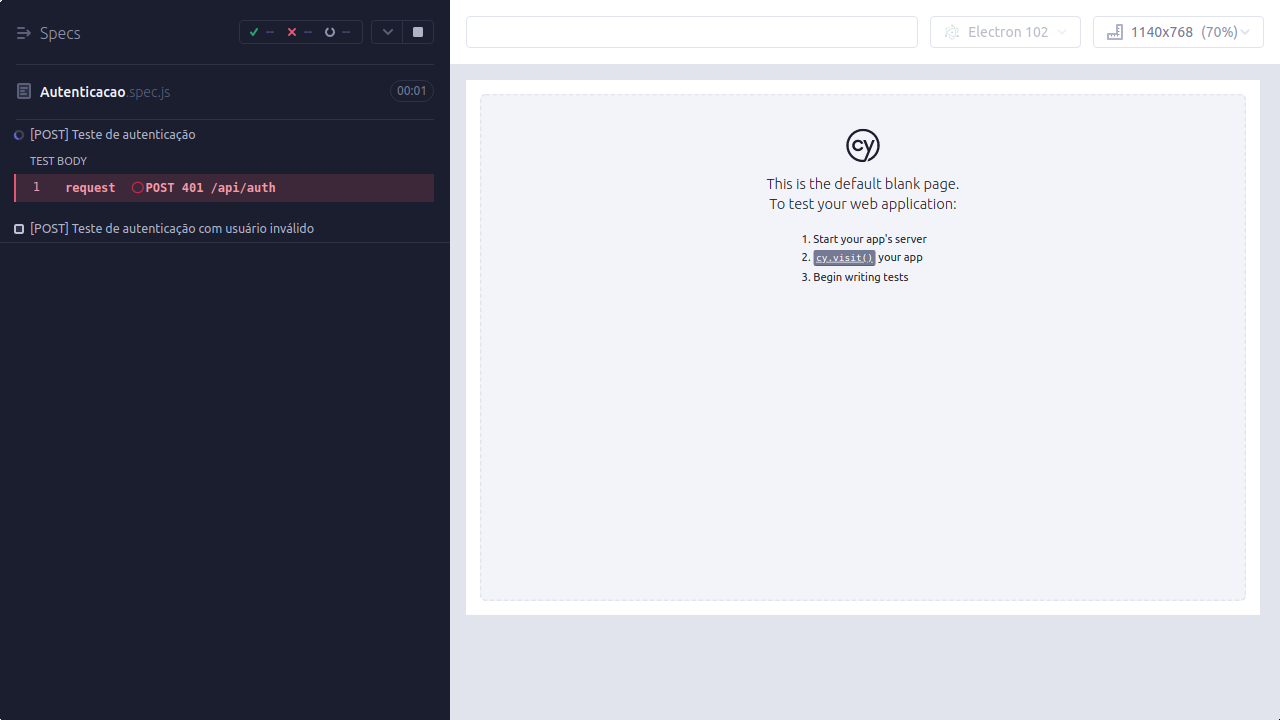 Specs
--
--
--
Electron 102
1140x768 (70%)
Autenticacao.spec.js
00:01
[POST] Teste de autenticação
TEST BODY
1 request POST 401 /api/auth
[POST] Teste de autenticação com usuário inválido
cy
This is the default blank page.
To test your web application:
1. Start your app's server
2. cy.visit() your app
3. Begin writing tests